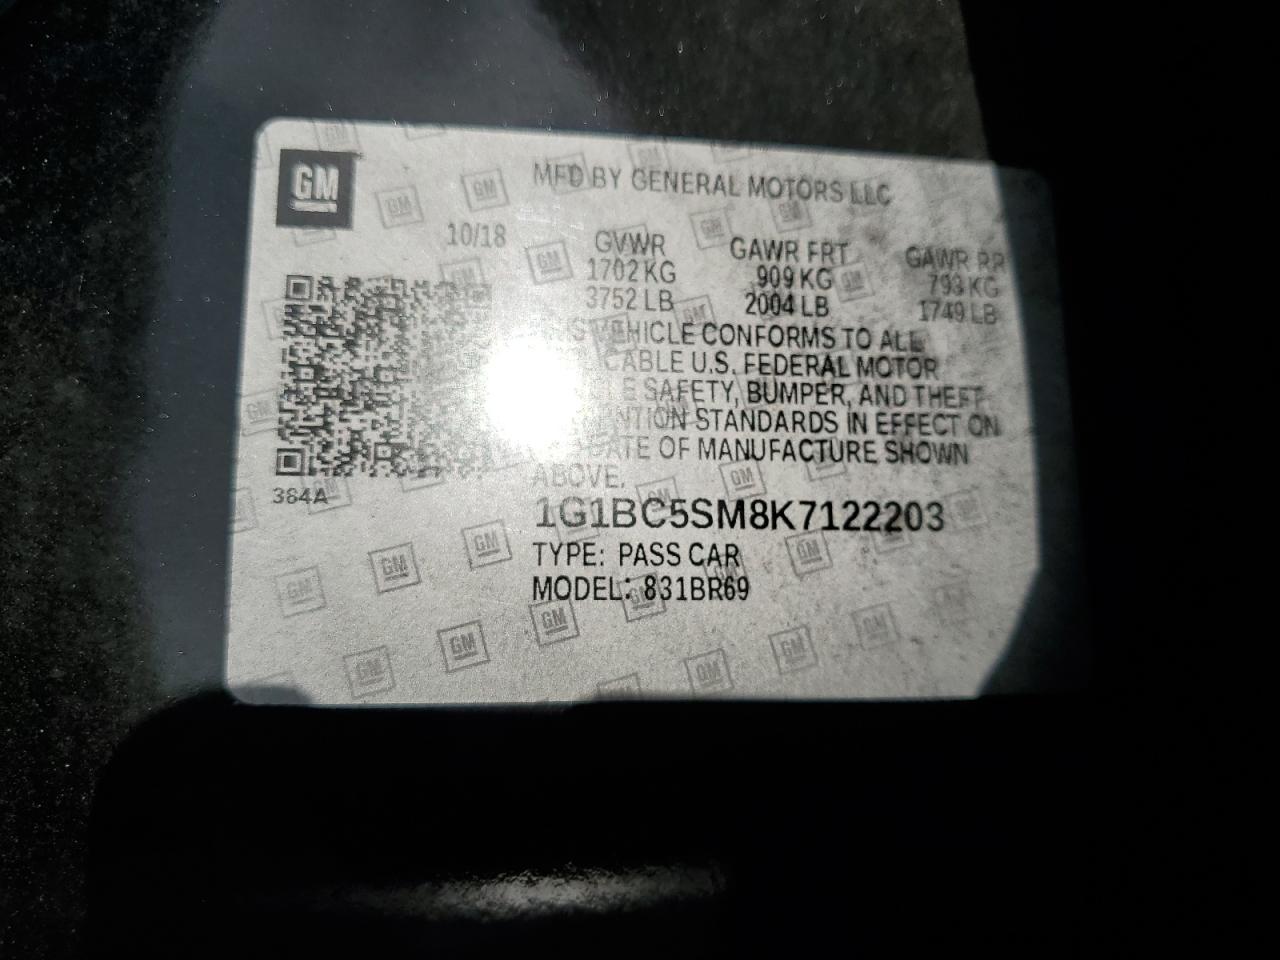 GM
MFD BY GENERAL MOTORS LLC
10/18 GVWR GAWR FRT GAWR RR
1702 KG 909 KG 793 KG
3752 LB 2004 LB 1749 LB
VEHICLE CONFORMS TO ALL
CABLE U.S. FEDERAL MOTOR
E SAFETY, BUMPER, AND THEFT
NTION STANDARDS IN EFFECT ON
DATE OF MANUFACTURE SHOWN
ABOVE.
384A
1G1BC5SM8K7122203
TYPE: PASS CAR
MODEL: 831BR69